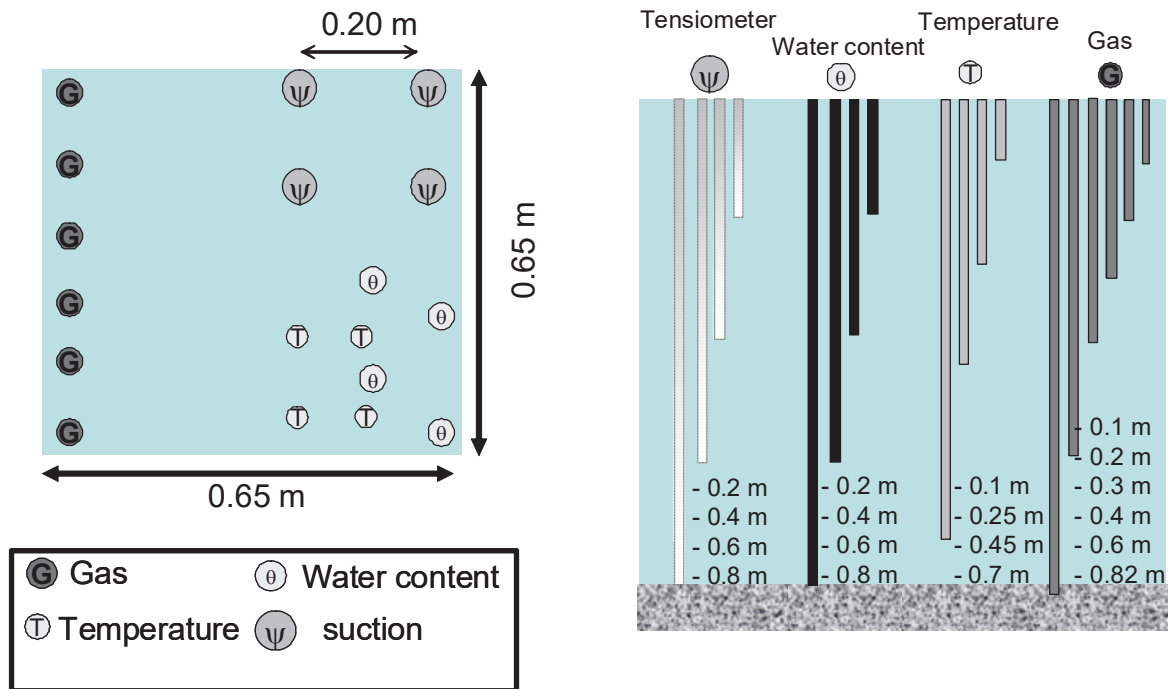 0.20 m
G
ψ
ψ
G
ψ
ψ
G
θ
G
θ
T
T
G
θ
T
T
G
θ
0.65 m
0.65 m
G Gas
θ Water content
T Temperature
ψ suction
Tensiometer
Water content
Temperature
Gas
ψ
θ
T
G
- 0.2 m
- 0.4 m
- 0.6 m
- 0.8 m
- 0.2 m
- 0.4 m
- 0.6 m
- 0.8 m
- 0.1 m
- 0.25 m
- 0.45 m
- 0.7 m
- 0.1 m
- 0.2 m
- 0.3 m
- 0.4 m
- 0.6 m
- 0.82 m